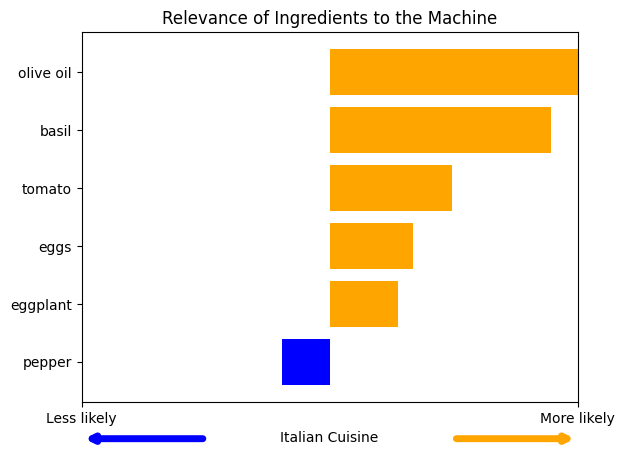 Relevance of Ingredients to the Machine
olive oil
basil
tomato
eggs
eggplant
pepper
Less likely
More likely
Italian Cuisine